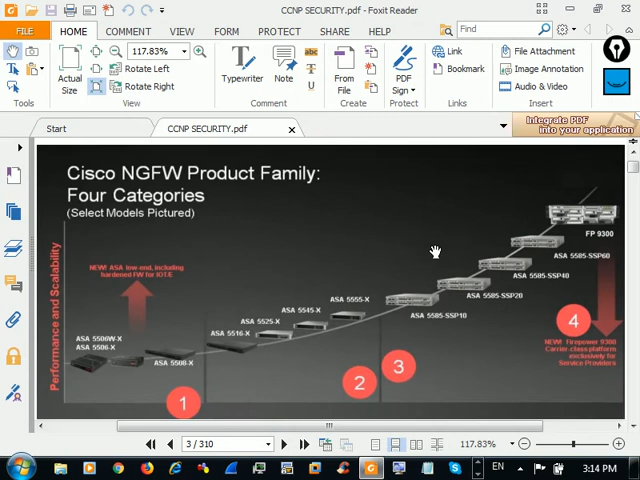 CCNP SECURITY.pdf - Foxit Reader
FILE HOME COMMENT VIEW FORM PROTECT SHARE HELP Find
Tools
Actual Size
117.83%
Rotate Left
Rotate Right
View
Typewriter
Note
abc
T
U
Comment
From File
Create
PDF Sign
Protect
Link
Bookmark
Links
File Attachment
Image Annotation
Audio & Video
Insert
Start
CCNP SECURITY.pdf
Integrate PDF
into your application
Cisco NGFW Product Family:
Four Categories
(Select Models Pictured)
Performance and Scalability
NEW! ASA low-end, including
hardened FW for IOT/E
ASA 5506W-X
ASA 5506-X
ASA 5508-X
ASA 5516-X
ASA 5525-X
ASA 5545-X
ASA 5555-X
ASA 5585-SSP10
ASA 5585-SSP20
ASA 5585-SSP40
ASA 5585-SSP60
FP 9300
1
2
3
4
NEW! Firepower 9300
Carrier-class platform
exclusively for
Service Providers
3 / 310
117.83%
EN
3:14 PM